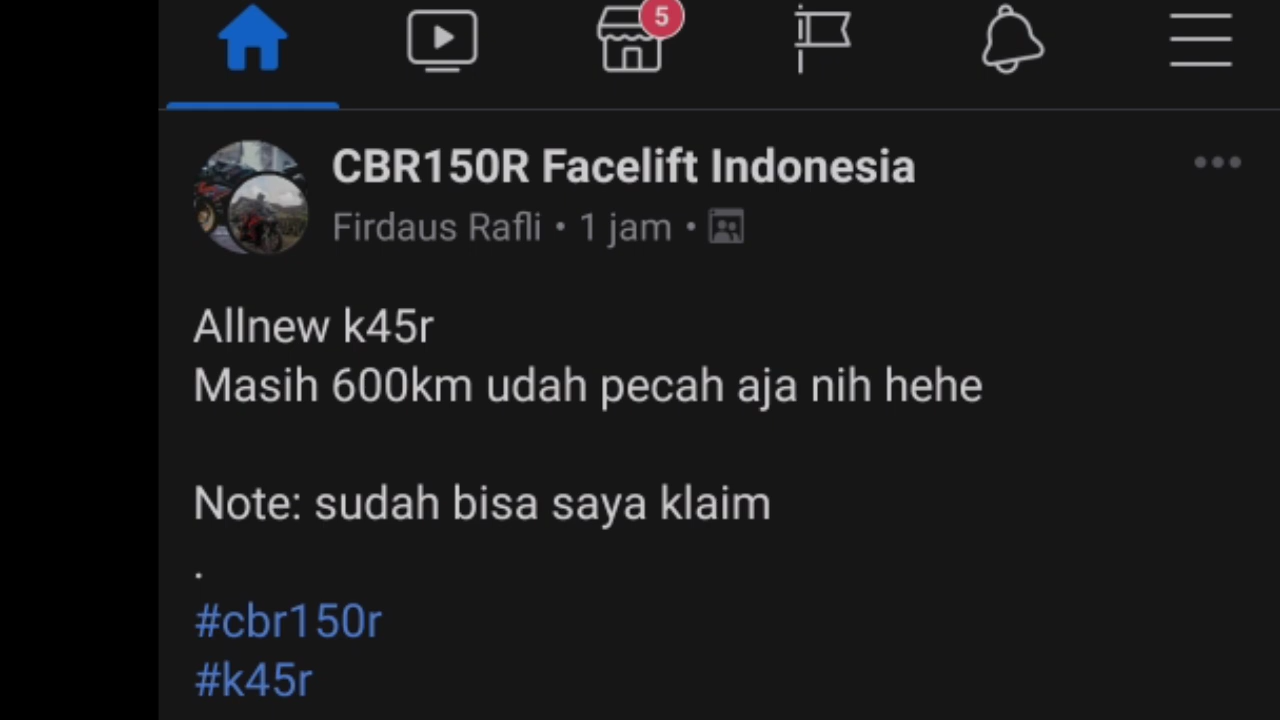 5
CBR150R Facelift Indonesia
Firdaus Rafli • 1 jam •
Allnew k45r
Masih 600km udah pecah aja nih hehe
Note: sudah bisa saya klaim
.
#cbr150r
#k45r